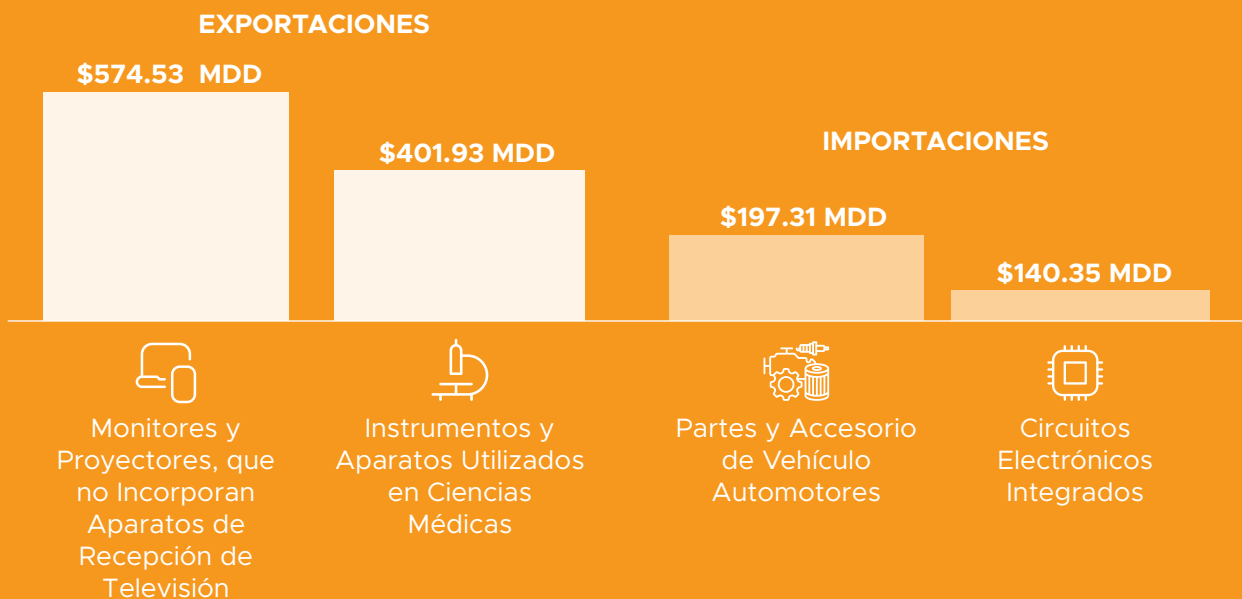 EXPORTACIONES
$574.53 MDD
$401.93 MDD
IMPORTACIONES
$197.31 MDD
$140.35 MDD
Monitores y
Proyectores, que
no Incorporan
Aparatos de
Recepción de
Televisión
Instrumentos y
Aparatos Utilizados
en Ciencias
Médicas
Partes y Accesorio
de Vehículo
Automotores
Circuitos
Electrónicos
Integrados